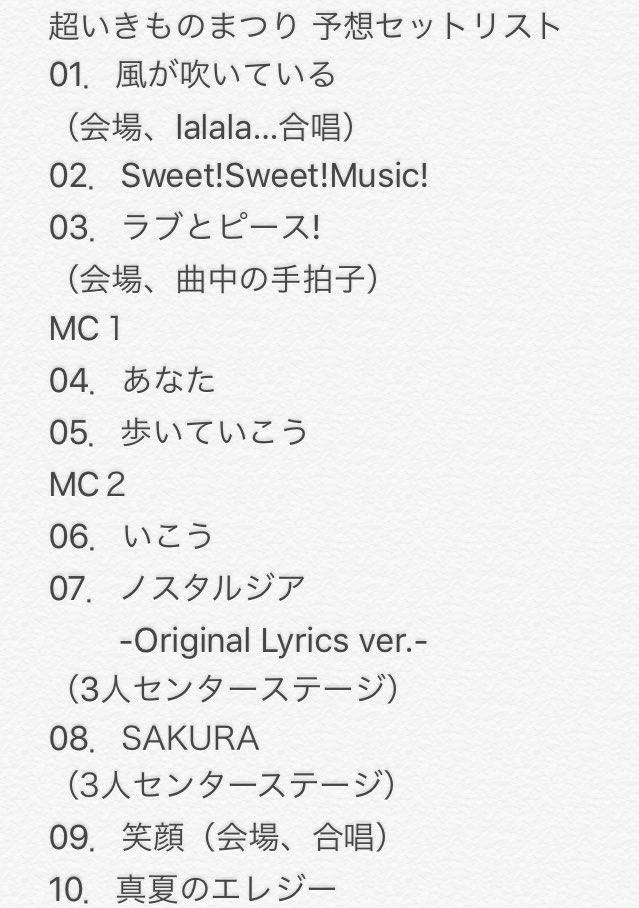 超いきものまつり 予想セットリスト
01．風が吹いている
（会場、lalala...合唱）
02．Sweet!Sweet!Music!
03．ラブとピース!
（会場、曲中の手拍子）
MC１
04．あなた
05．歩いていこう
MC２
06．いこう
07．ノスタルジア
-Original Lyrics ver.-
（3人センターステージ）
08．SAKURA
（3人センターステージ）
09．笑顔（会場、合唱）
10．真夏のエレジー